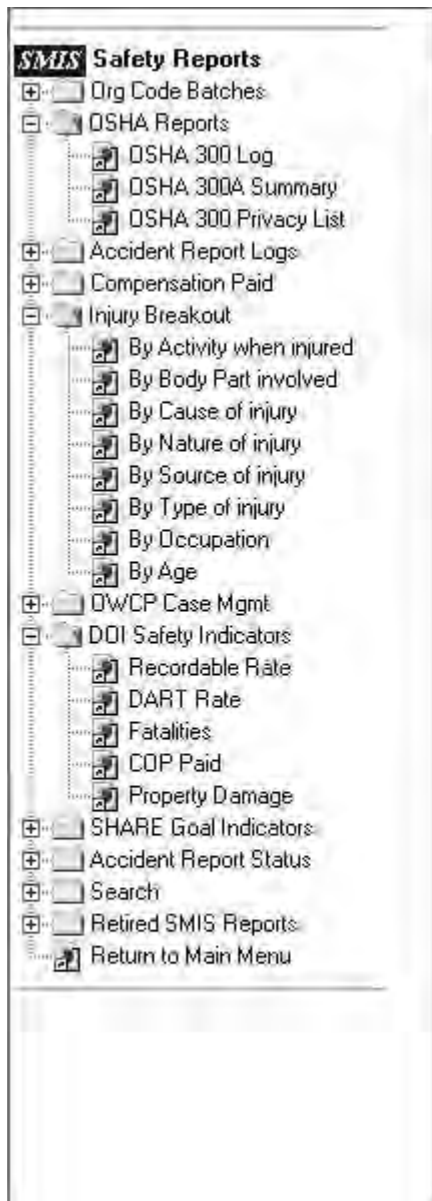 SMIS Safety Reports
Org Code Batches
OSHA Reports
OSHA 300 Log
OSHA 300A Summary
OSHA 300 Privacy List
Accident Report Logs
Compensation Paid
Injury Breakout
By Activity when injured
By Body Part involved
By Cause of injury
By Nature of injury
By Source of injury
By Type of injury
By Occupation
By Age
OWCP Case Mgmt
DOI Safety Indicators
Recordable Rate
DART Rate
Fatalities
COP Paid
Property Damage
SHARE Goal Indicators
Accident Report Status
Search
Retired SMIS Reports
Return to Main Menu